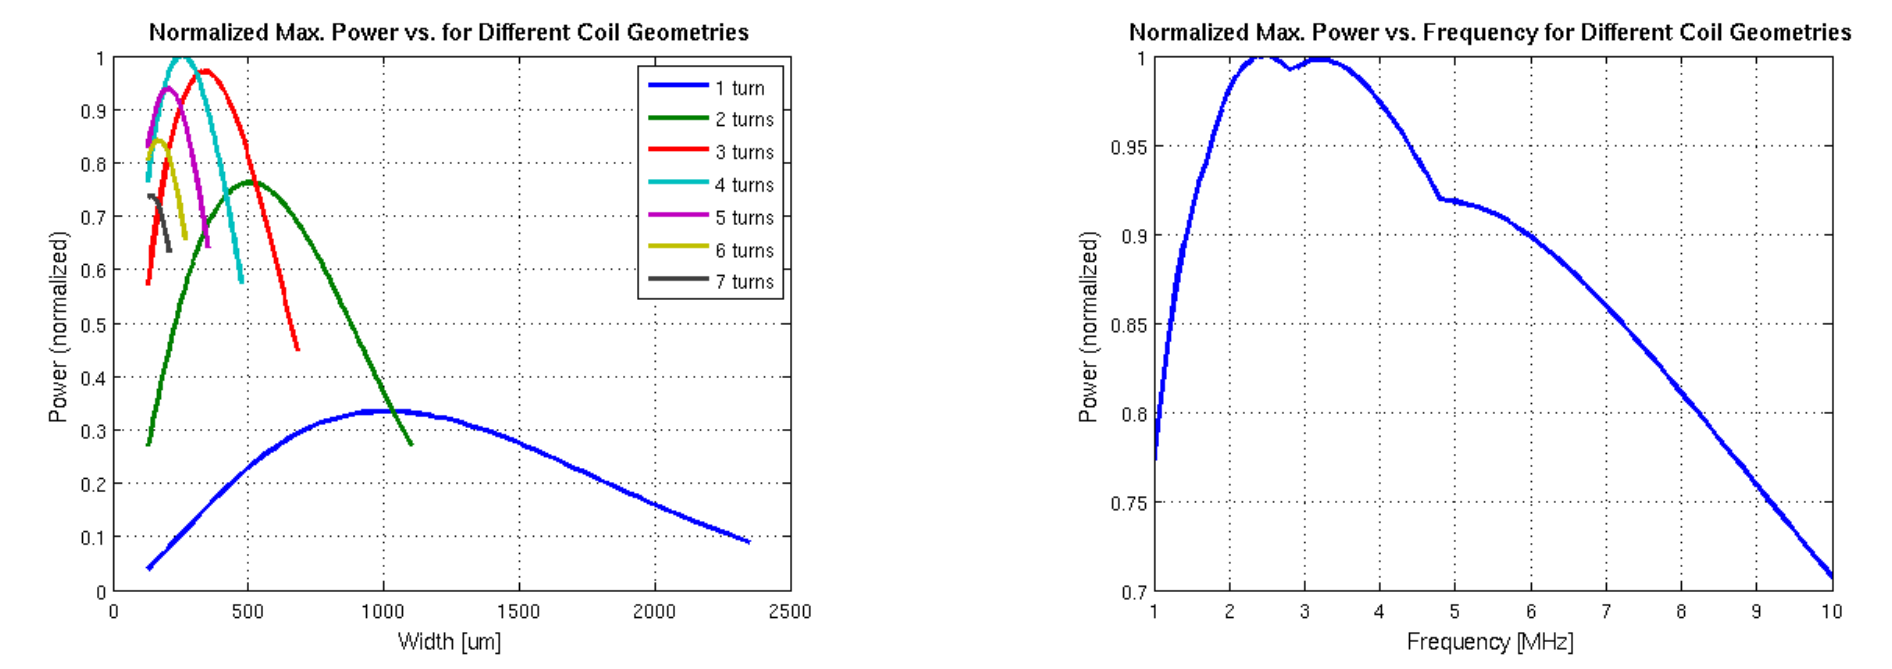 Normalized Max. Power vs. for Different Coil Geometries
1
0.9
0.8
0.7
0.6
0.5
0.4
0.3
0.2
0.1
0
Power (normalized)
0 500 1000 1500 2000 2500
Width [um]
1 turn
2 turns
3 turns
4 turns
5 turns
6 turns
7 turns
Normalized Max. Power vs. Frequency for Different Coil Geometries
1
0.95
0.9
0.85
0.8
0.75
0.7
Power (normalized)
1 2 3 4 5 6 7 8 9 10
Frequency [MHz]